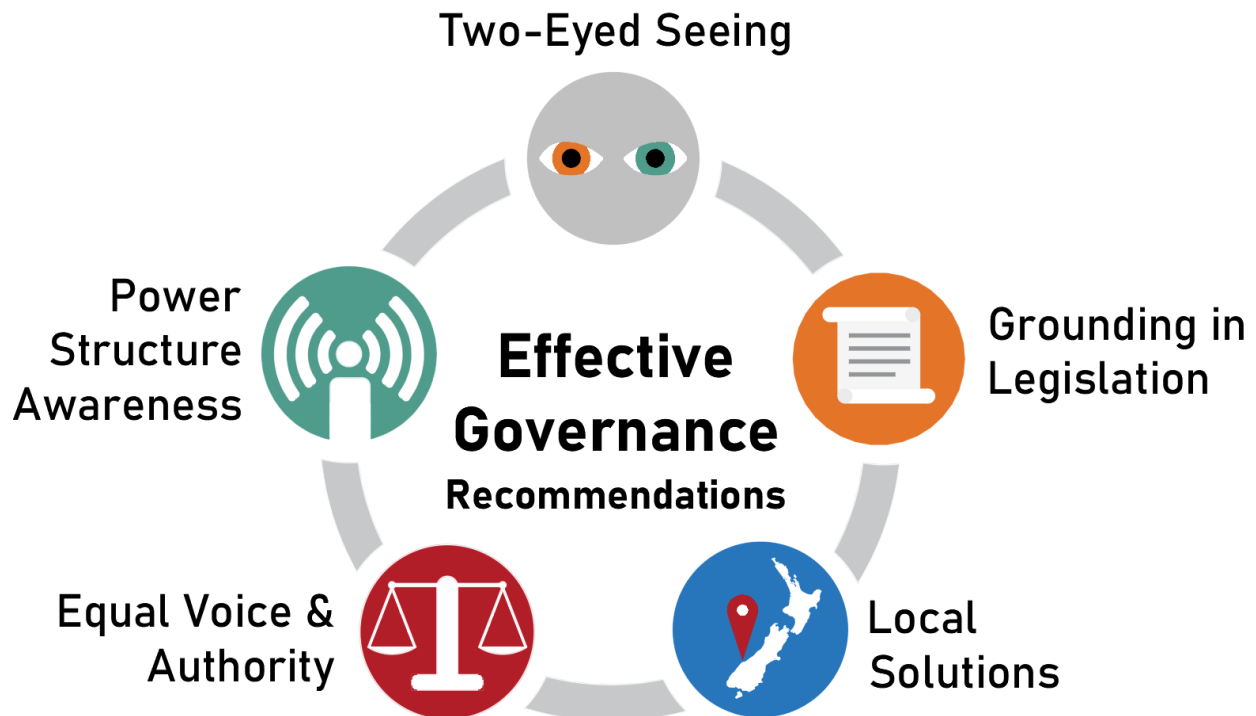 Two-Eyed Seeing
Power
Structure
Awareness
Effective
Governance
Recommendations
Grounding in
Legislation
Equal Voice &
Authority
Local
Solutions